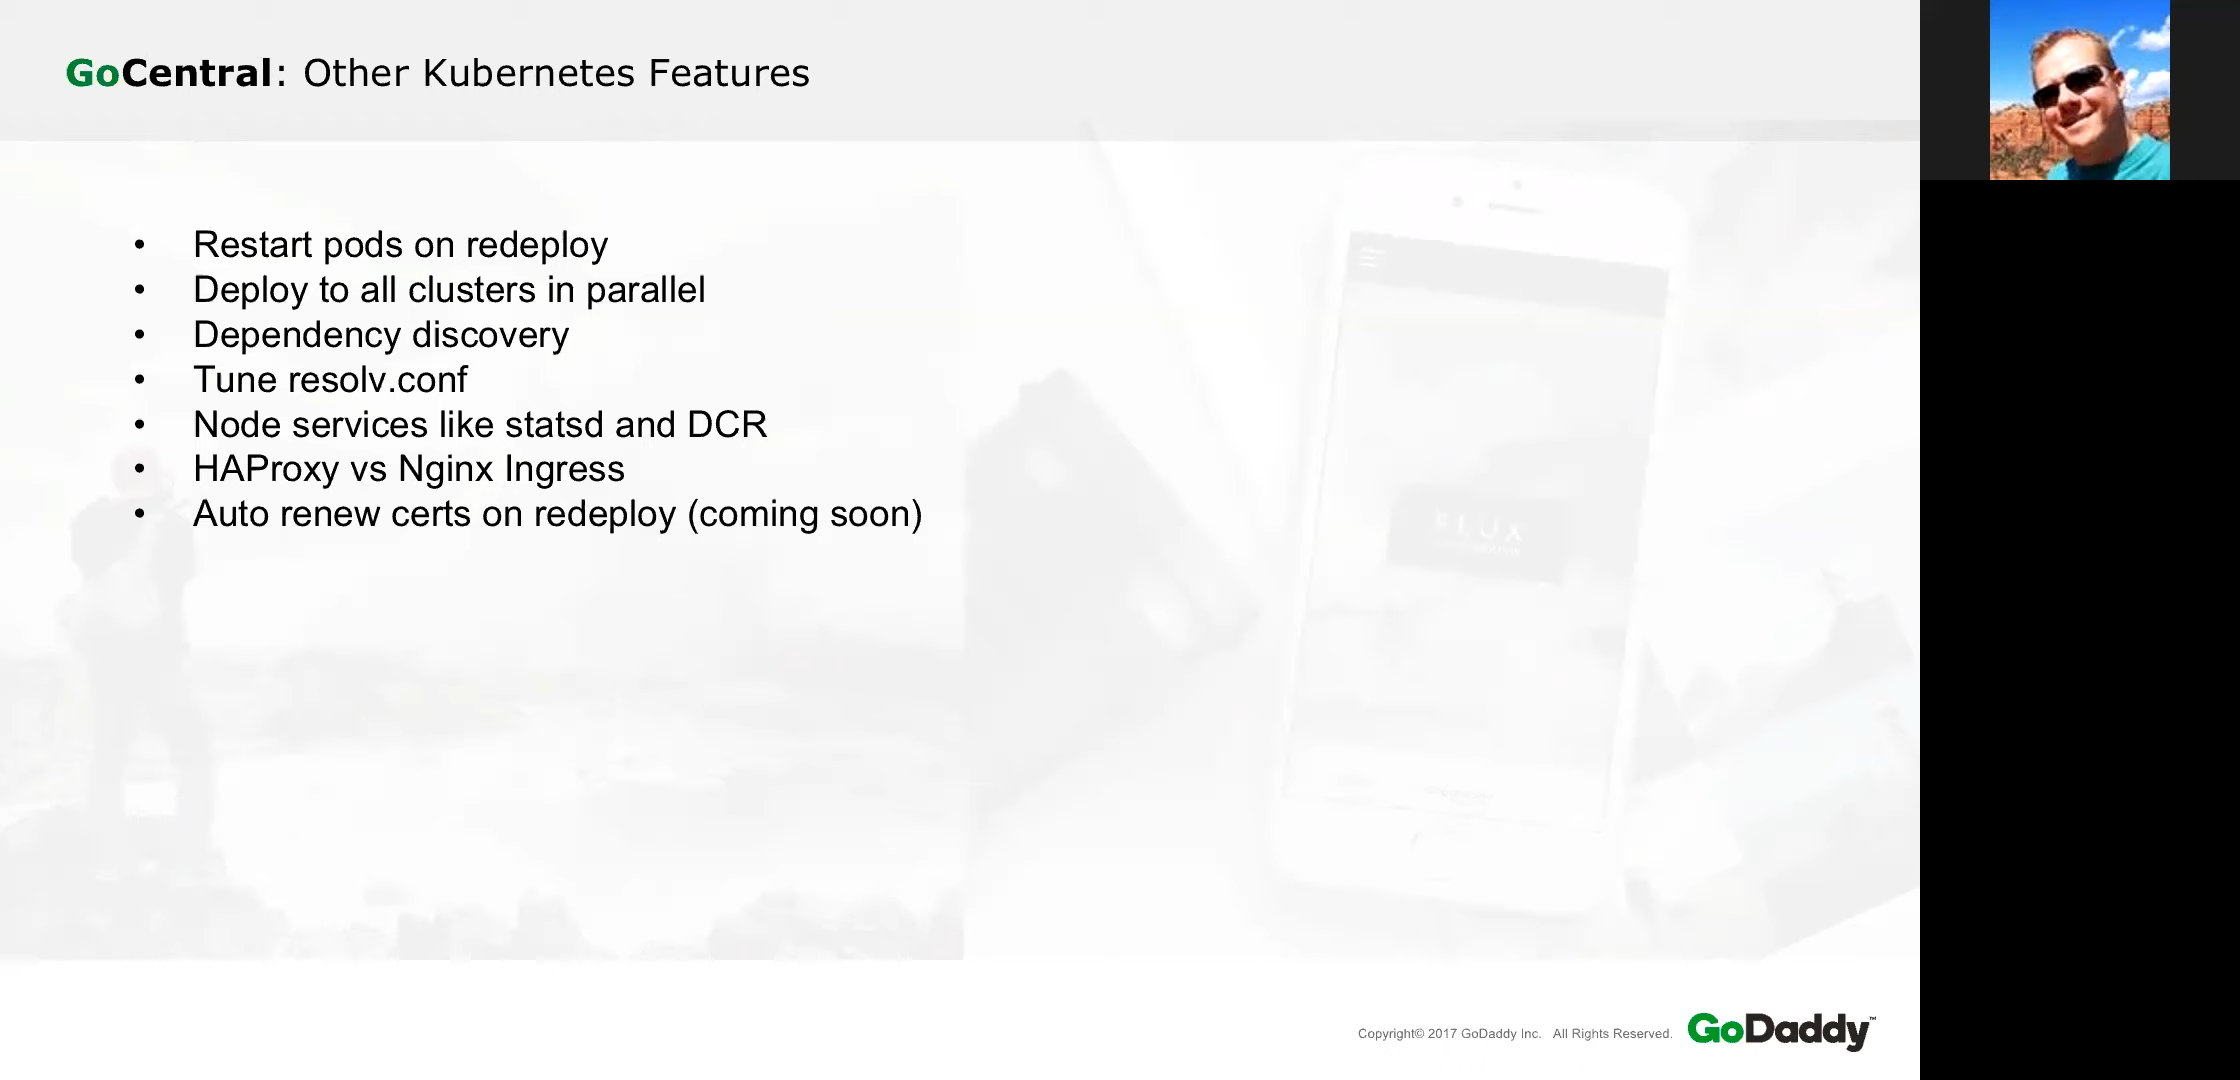 GoCentral: Other Kubernetes Features
• Restart pods on redeploy
• Deploy to all clusters in parallel
• Dependency discovery
• Tune resolv.conf
• Node services like statsd and DCR
• HAProxy vs Nginx Ingress
• Auto renew certs on redeploy (coming soon)
FLUX
Copyright© 2017 GoDaddy Inc. All Rights Reserved.
GoDaddy™